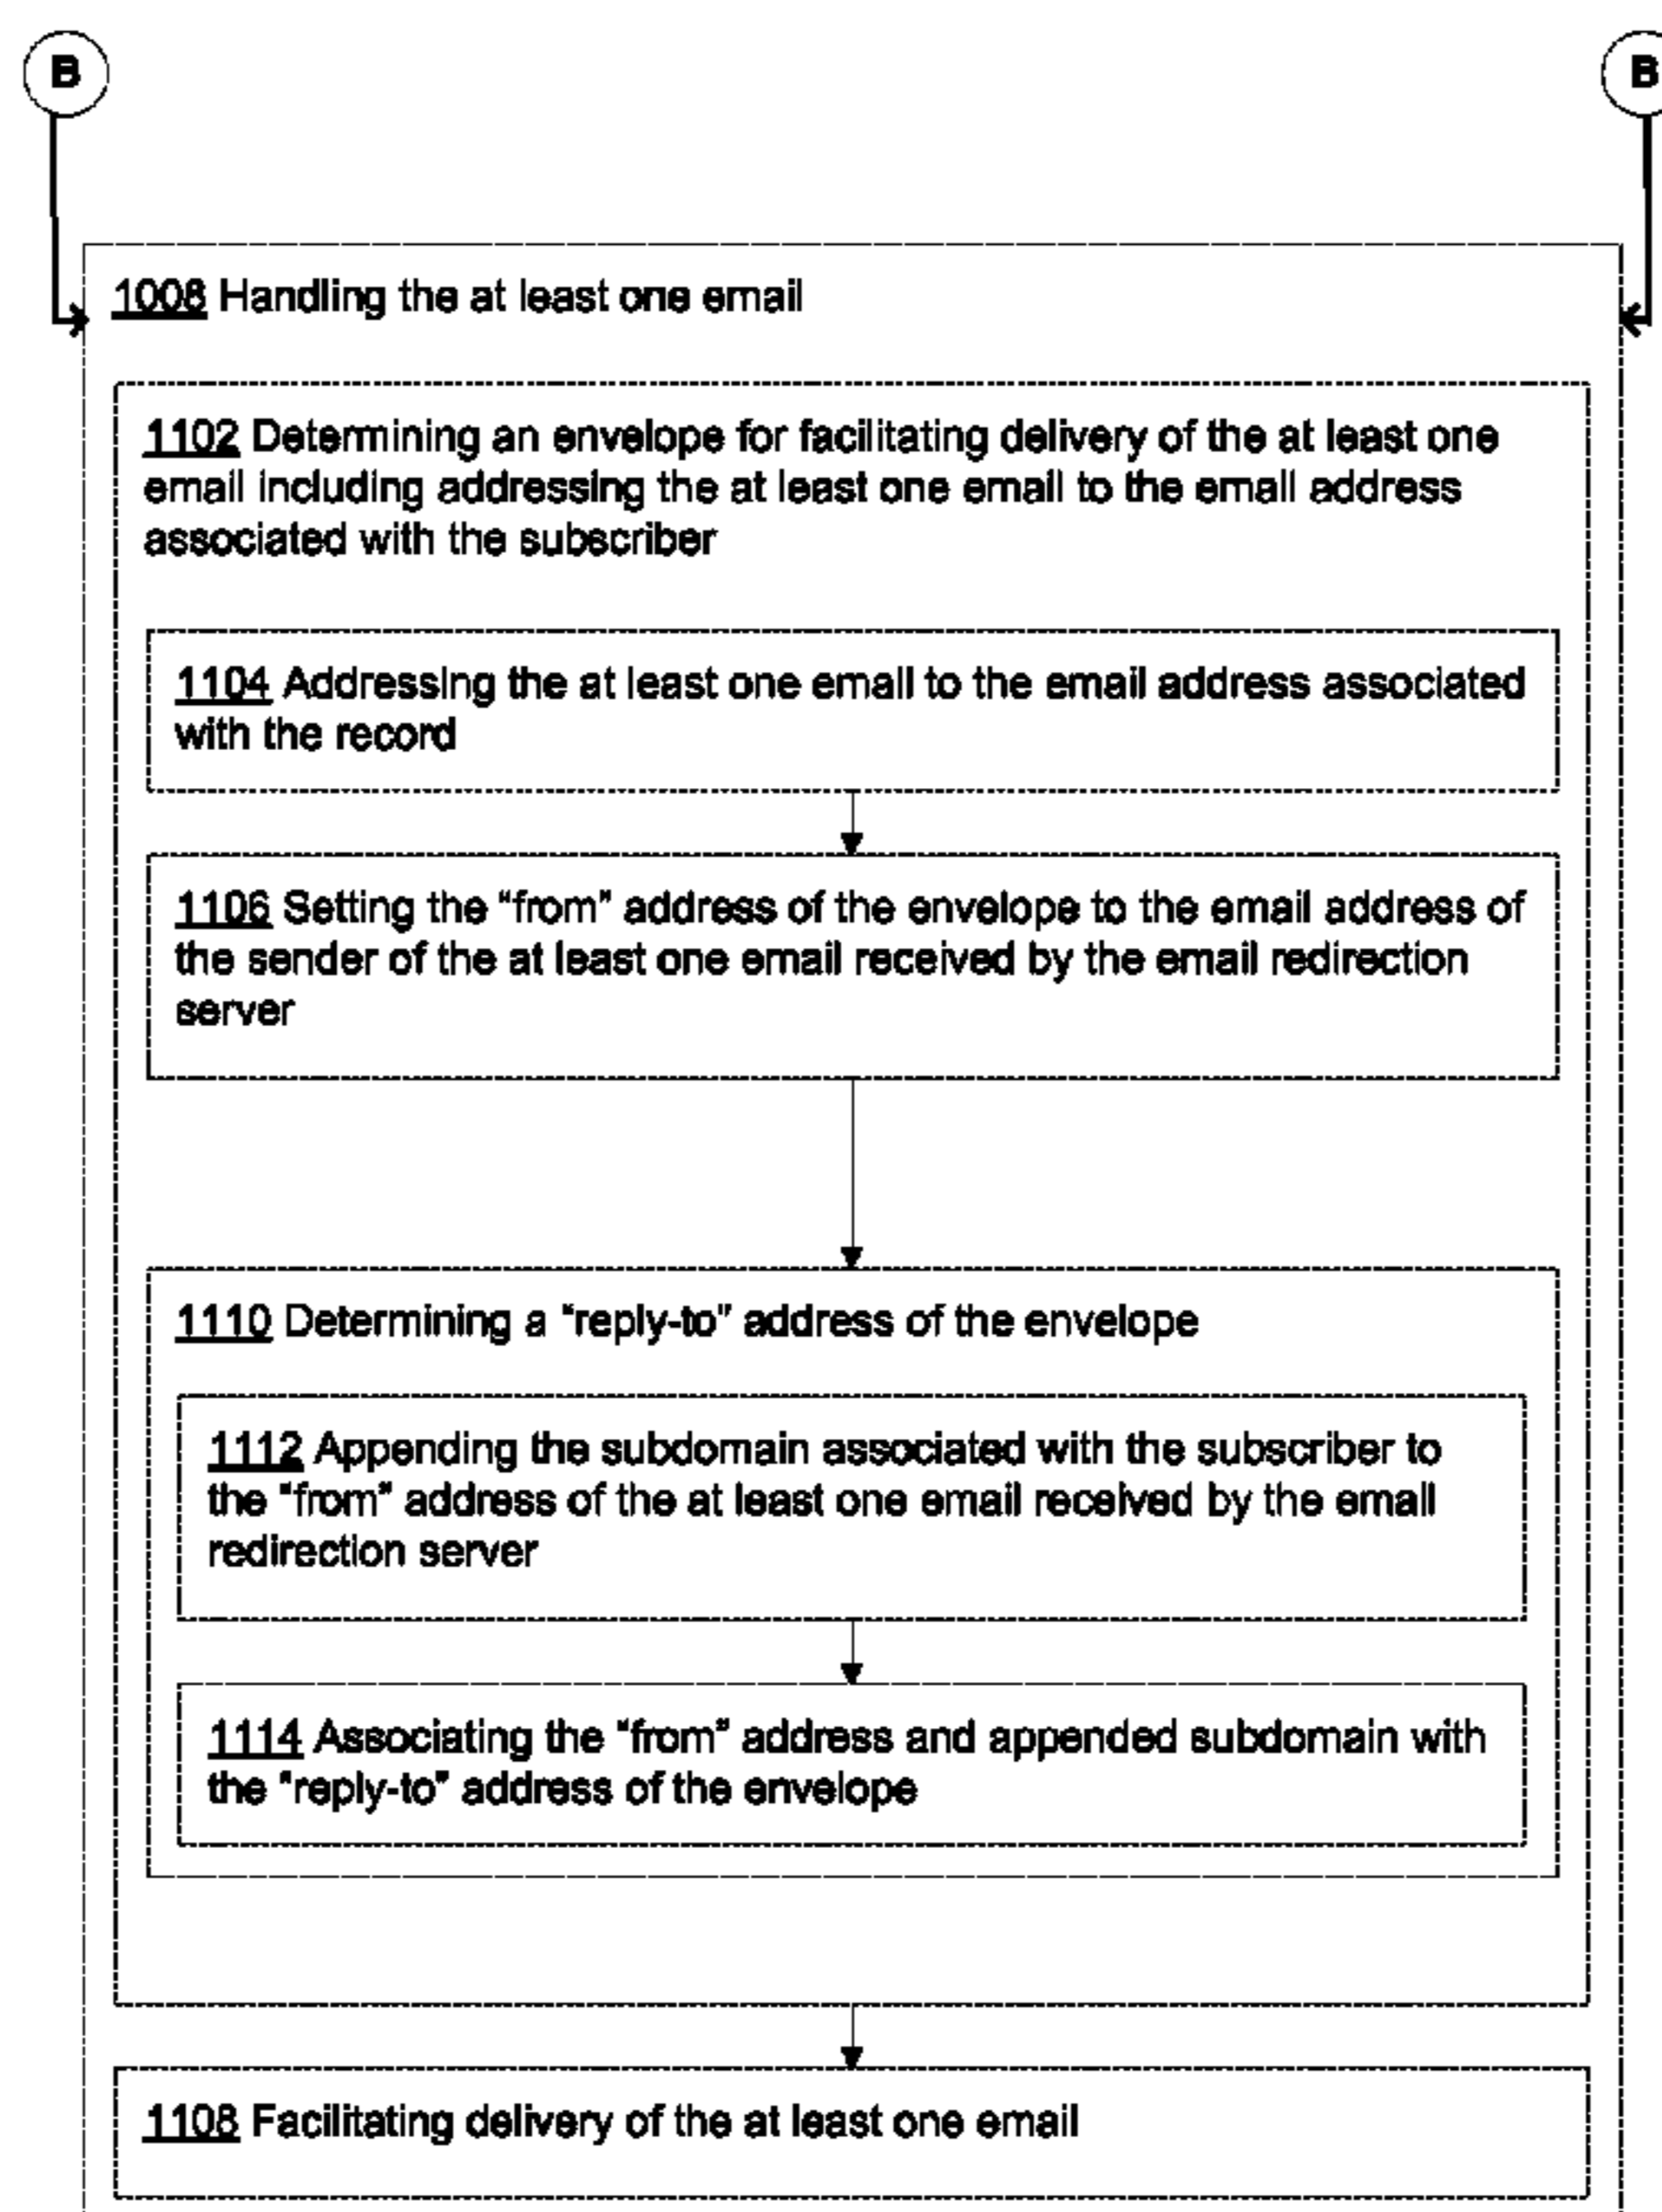 B
B
1008 Handling the at least one email
1102 Determining an envelope for facilitating delivery of the at least one
email including addressing the at least one email to the email address
associated with the subscriber
1104 Addressing the at least one email to the email address associated
with the record
1106 Setting the “from” address of the envelope to the email address of
the sender of the at least one email received by the email redirection
server
1110 Determining a “reply-to” address of the envelope
1112 Appending the subdomain associated with the subscriber to
the “from” address of the at least one email received by the email
redirection server
1114 Associating the “from” address and appended subdomain with
the “reply-to” address of the envelope
1108 Facilitating delivery of the at least one email